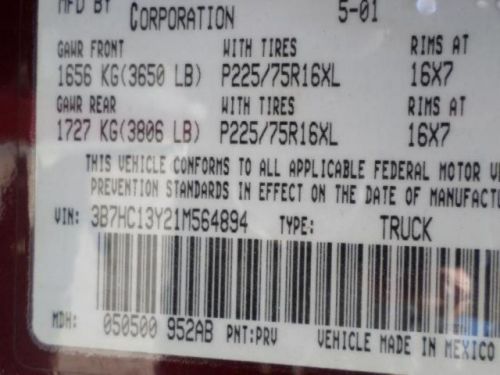 MFD BY CORPORATION 5-01
GAWR FRONT WITH TIRES RIMS AT
1656 KG(3650 LB) P225/75R16XL 16X7
GAWR REAR WITH TIRES RIMS AT
1727 KG(3806 LB) P225/75R16XL 16X7
THIS VEHICLE CONFORMS TO ALL APPLICABLE FEDERAL MOTOR
PREVENTION STANDARDS IN EFFECT ON THE DATE OF MANUFACT
VIN: 3B7HC13Y21M564894 TYPE: TRUCK
MDH: 050500 952AB PNT:PRV VEHICLE MADE IN MEXICO